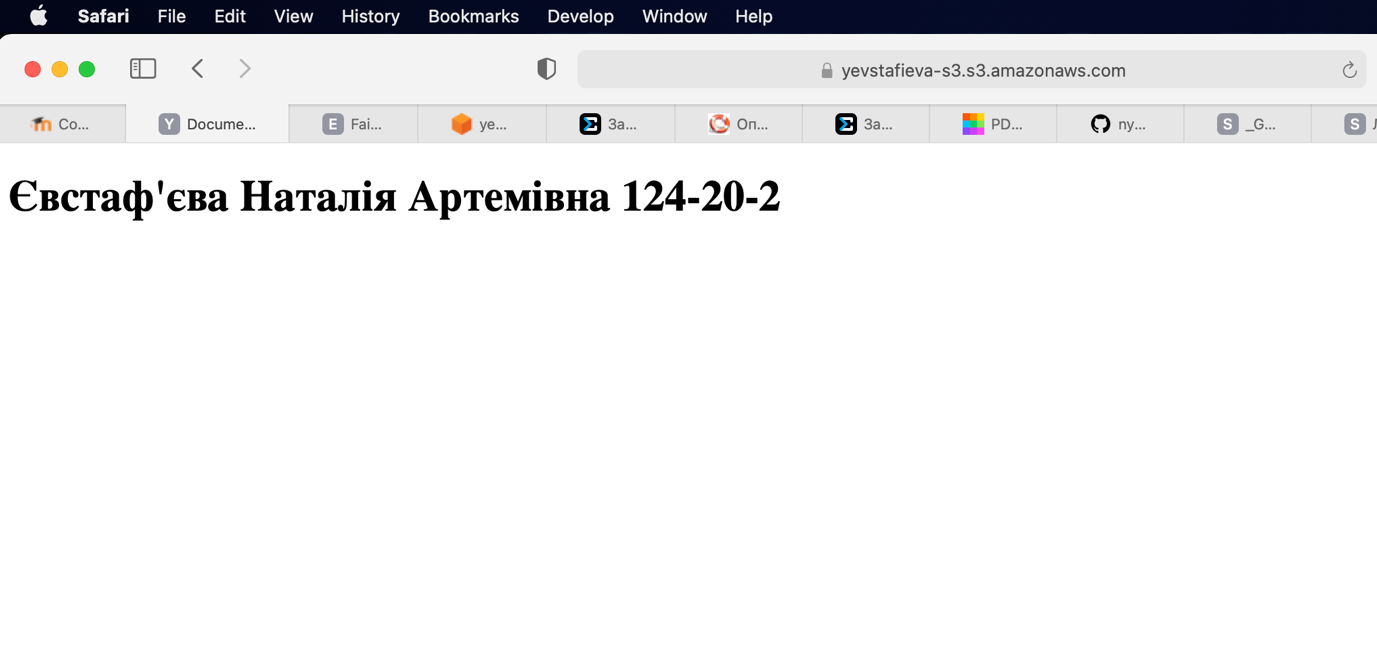 Safari File Edit View History Bookmarks Develop Window Help
yevstafieva-s3.s3.amazonaws.com
Co... Y Docume... E Fai... ye... За... Оп... За... PD... ny... S _G... S
Євстаф'єва Наталія Артемівна 124-20-2